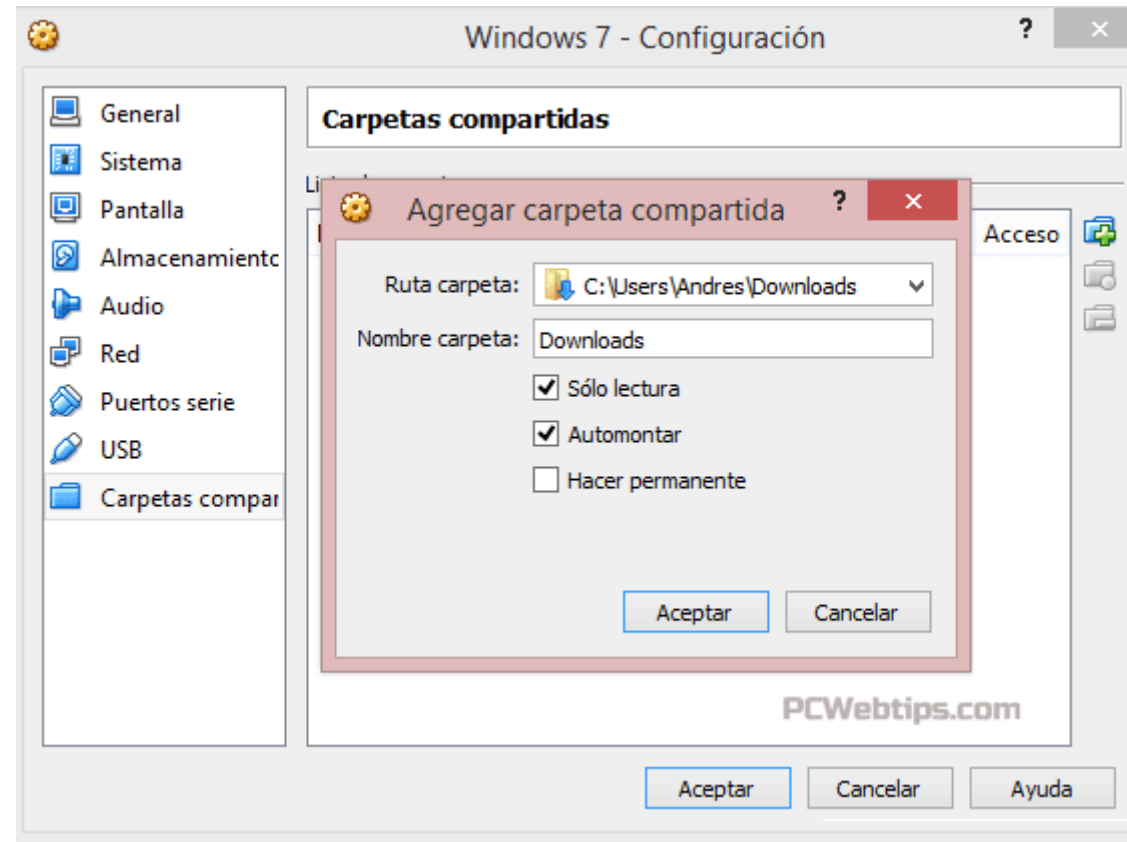 Windows 7 - Configuración
?
General
Sistema
Pantalla
Almacenamiento
Audio
Red
Puertos serie
USB
Carpetas compar
Carpetas compartidas
Acceso
Agregar carpeta compartida
?
Ruta carpeta: C:\Users\Andres\Downloads
Nombre carpeta: Downloads
Sólo lectura
Automontar
Hacer permanente
Aceptar Cancelar
PCWebtips.com
Aceptar Cancelar Ayuda